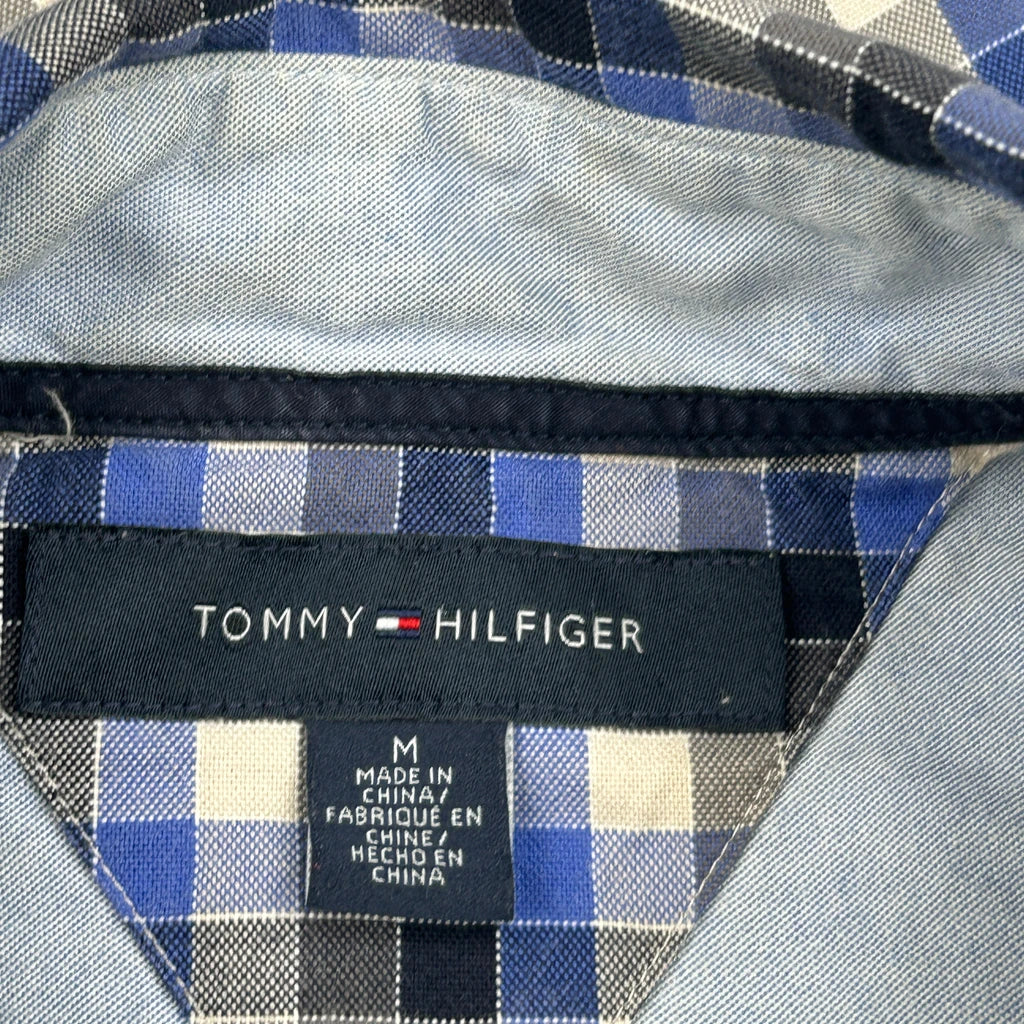 TOMMY HILFIGER
M
MADE IN
CHINA/
FABRIQUÉ EN
CHINE/
HECHO EN
CHINA